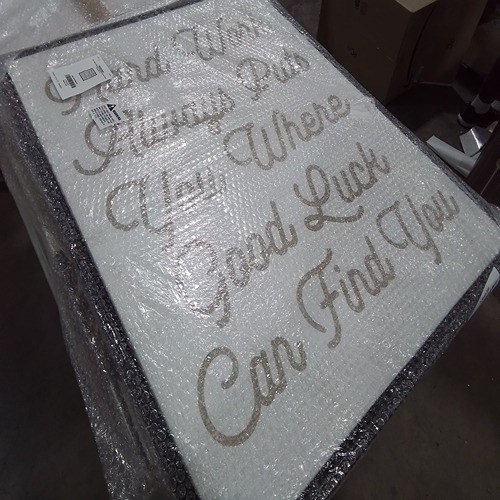 Hard Work
Always Puts
You Where
Good Luck
Can Find You